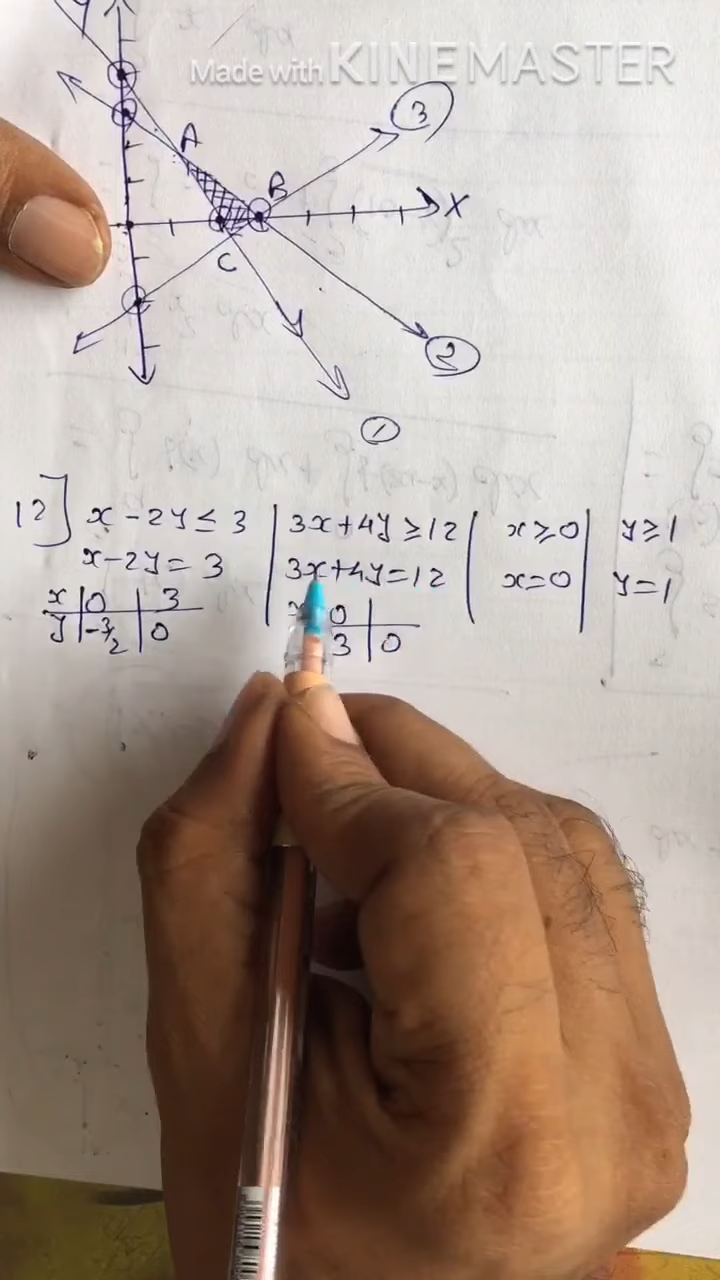 Made with KINEMASTER
y
3
A
B
X
C
2
1
12] x - 2y ≤ 3 | 3x + 4y ≥ 12 | x ≥ 0 | y ≥ 1
x - 2y = 3 | 3x + 4y = 12 | x = 0 | y = 1
x | 0 | 3 0
y | -3/2 | 0 3 | 0